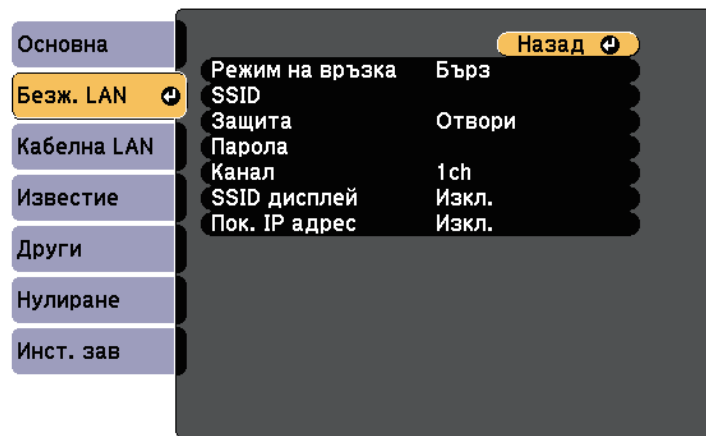 Основна
Безж. LAN
Кабелна LAN
Известие
Други
Нулиране
Инст. зав
Назад
Режим на връзка Бърз
SSID
Защита Отвори
Парола
Канал 1ch
SSID дисплей Изкл.
Пок. IP адрес Изкл.